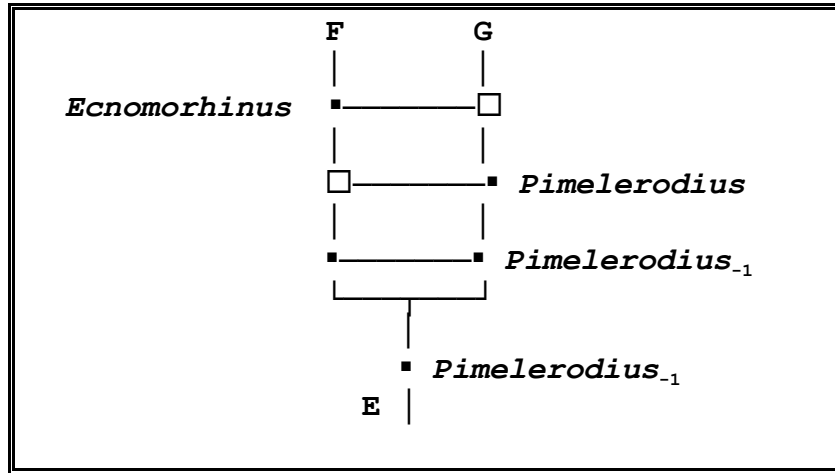 F G
Ecnomorhinus
Pimelerodius
Pimelerodius₋₁
Pimelerodius₋₁
E